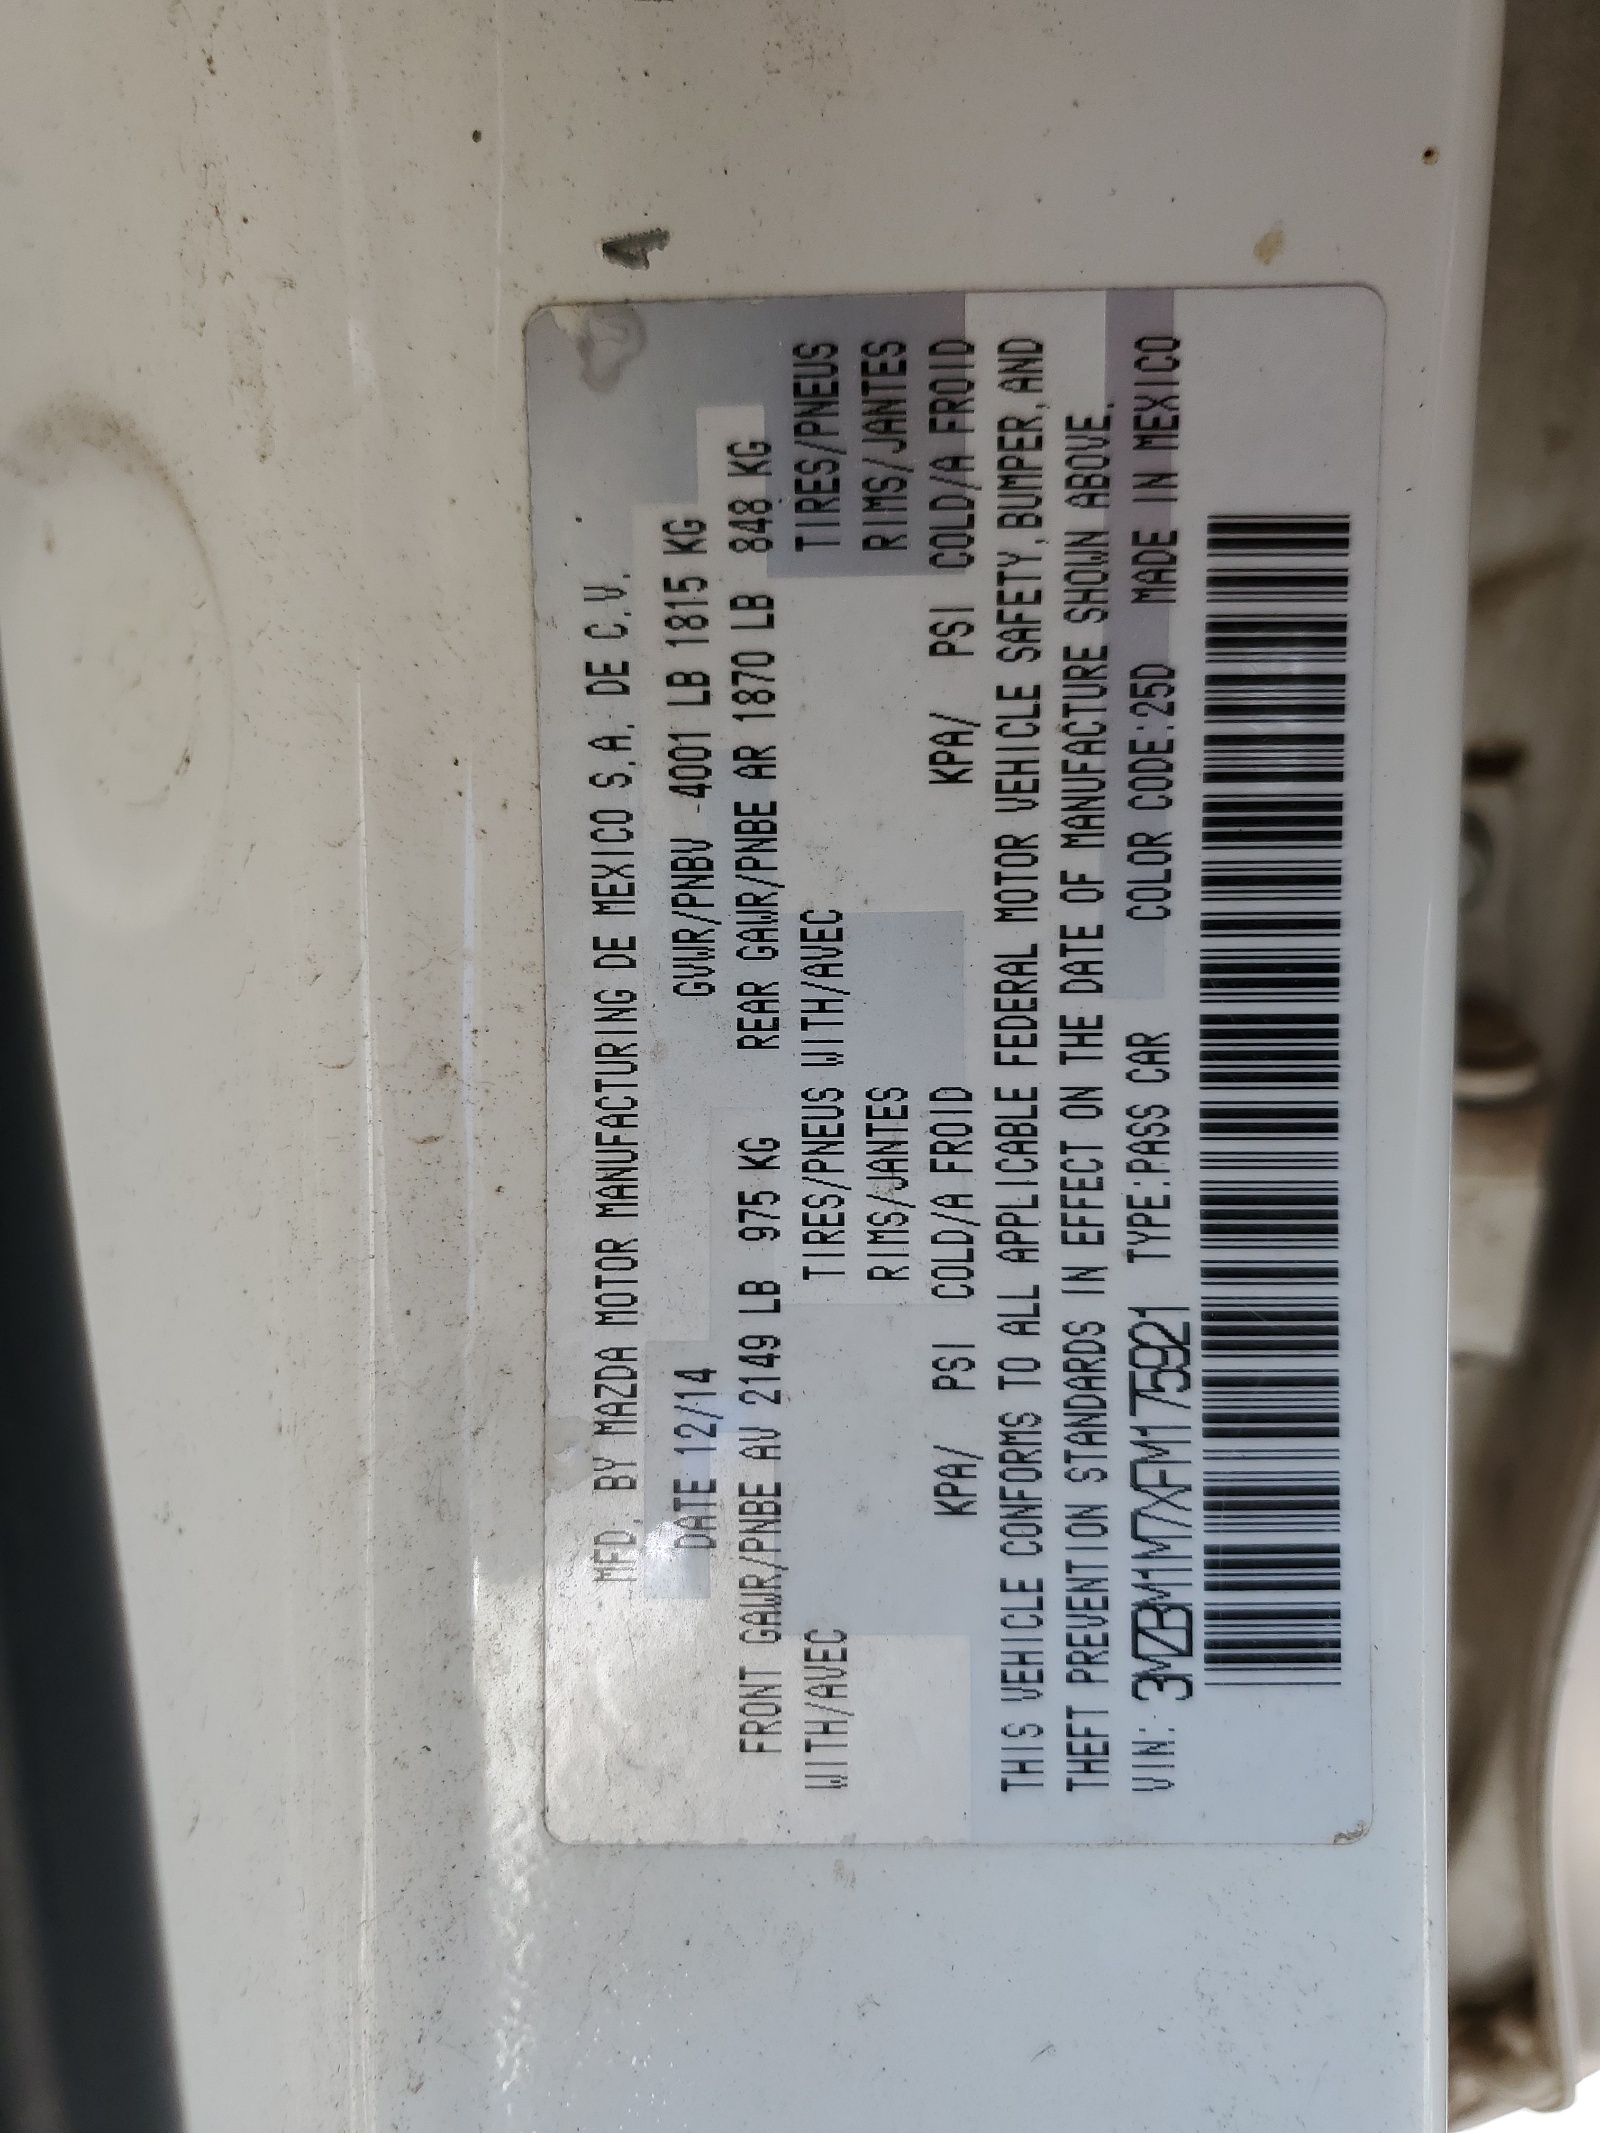 MFD. BY MAZDA MOTOR MANUFACTURING DE MEXICO S.A. DE C.V.
DATE 12/14 GVWR/PNBV 4001 LB 1815 KG
FRONT GAWR/PNBE AV 2149 LB 975 KG REAR GAWR/PNBE AR 1870 LB 848 KG
WITH/AVEC TIRES/PNEUS WITH/AVEC TIRES/PNEUS
RIMS/JANTES RIMS/JANTES
KPA/ PSI COLD/A FROID KPA/ PSI COLD/A FROID
THIS VEHICLE CONFORMS TO ALL APPLICABLE FEDERAL MOTOR VEHICLE SAFETY,BUMPER,AND
THEFT PREVENTION STANDARDS IN EFFECT ON THE DATE OF MANUFACTURE SHOWN ABOVE.
VIN: 3MZBM1M7XFM175921 TYPE:PASS CAR COLOR CODE:25D MADE IN MEXICO